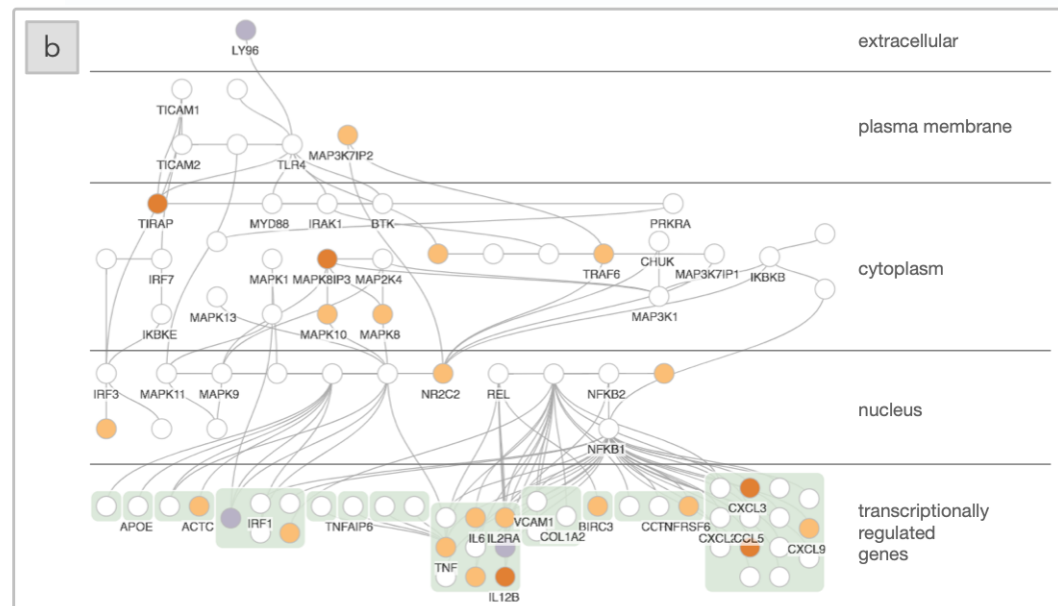 b
LY96
extracellular
TICAM1
plasma membrane
TICAM2
TLR4
MAP3K7IP2
TIRAP
MYD88
IRAK1
BTK
PRKRA
cytoplasm
IRF7
MAPK1
MAPK8IP3
MAP2K4
TRAF6
CHUK
MAP3K7IP1
IKBKB
MAPK13
IKBKE
MAPK10
MAPK8
MAP3K1
IRF3
MAPK11
MAPK9
NR2C2
REL
NFKB2
nucleus
NFKB1
transcriptionally
regulated
genes
APOE
ACTC
IRF1
TNFAIP6
TNF
IL6
IL2RA
IL12B
VCAM1
COL1A2
BIRC3
TNFRSF6
CXCL3
CCL5
CXCL9